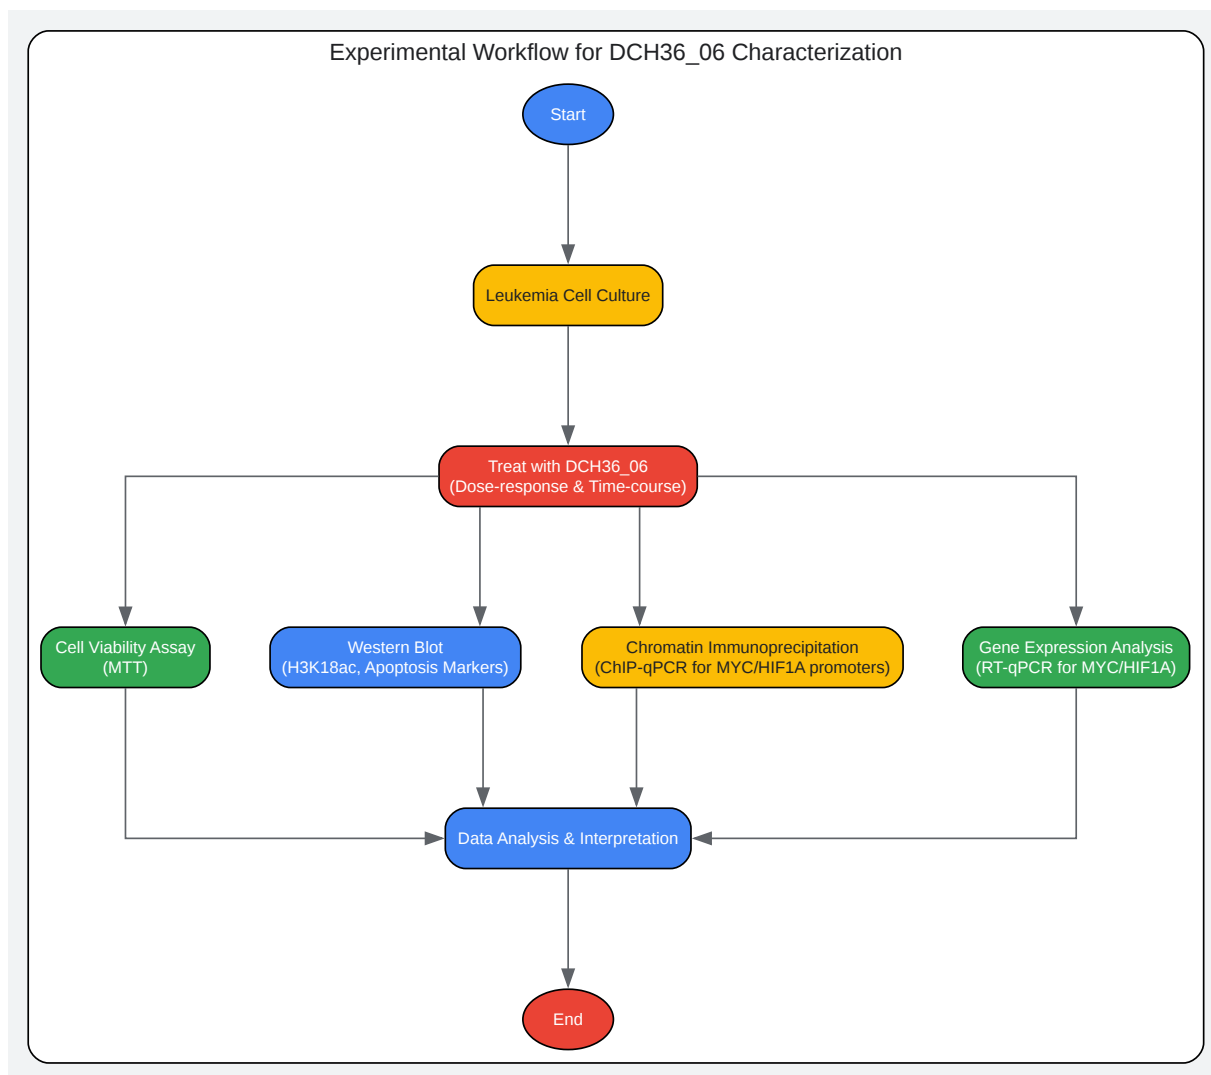 Experimental Workflow for DCH36_06 Characterization
Start
Leukemia Cell Culture
Treat with DCH36_06
(Dose-response & Time-course)
Cell Viability Assay
(MTT)
Western Blot
(H3K18ac, Apoptosis Markers)
Chromatin Immunoprecipitation
(ChIP-qPCR for MYC/HIF1A promoters)
Gene Expression Analysis
(RT-qPCR for MYC/HIF1A)
Data Analysis & Interpretation
End